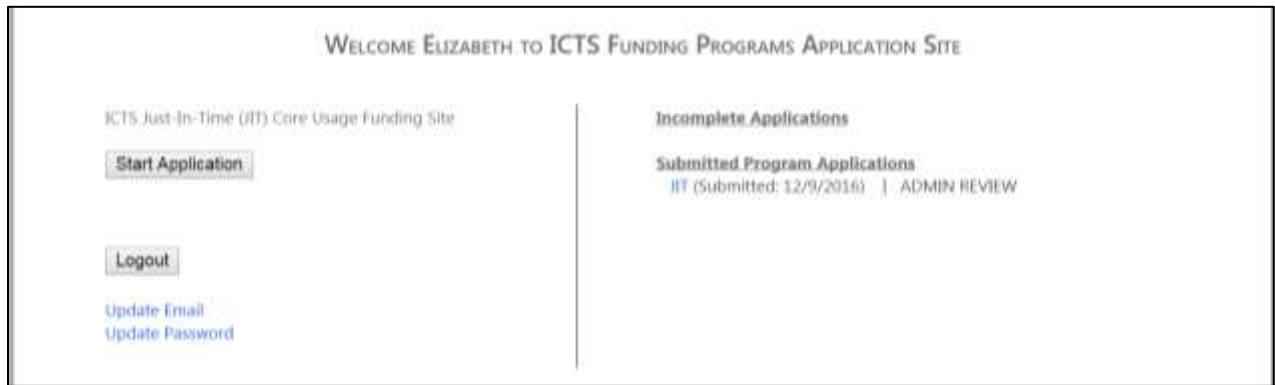 WELCOME ELIZABETH TO ICTS FUNDING PROGRAMS APPLICATION SITE
ICTS Just-In-Time (JIT) Core Usage Funding Site
Start Application
Logout
Update Email
Update Password
Incomplete Applications
Submitted Program Applications
JIT (Submitted: 12/9/2016) | ADMIN REVIEW